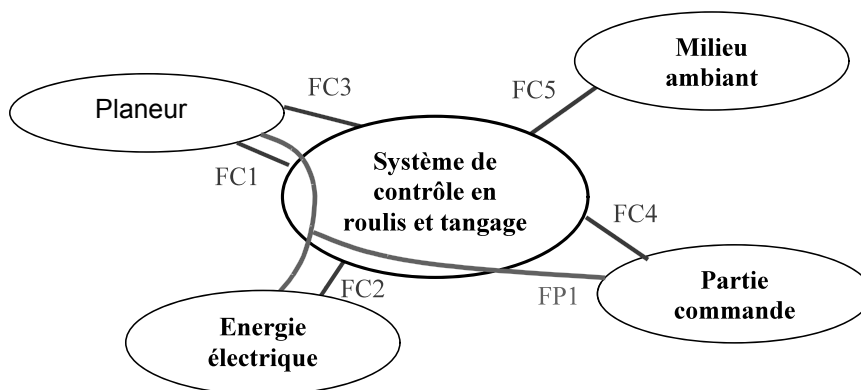 Milieu
ambiant
FC3
FC5
Planeur
FC1
Système de
contrôle en
roulis et tangage
FC4
FC2
FP1
Partie
commande
Energie
électrique